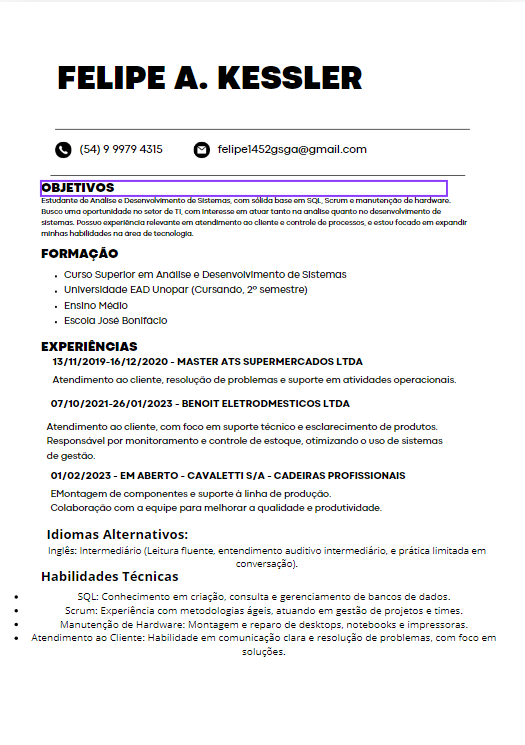 FELIPE A. KESSLER
(54) 9 9979 4315 felipe1452gsga@gmail.com
OBJETIVOS
Estudante de Análise e Desenvolvimento de Sistemas, com sólida base em SQL, Scrum e manutenção de hardware.
Busco uma oportunidade no setor de TI, com interesse em atuar tanto na análise quanto no desenvolvimento de
sistemas. Possuo experiência relevante em atendimento ao cliente e controle de processos, e estou focado em expandir
minhas habilidades na área de tecnologia.
FORMAÇÃO
• Curso Superior em Análise e Desenvolvimento de Sistemas
• Universidade EAD Unopar (Cursando, 2º semestre)
• Ensino Médio
• Escola José Bonifácio
EXPERIÊNCIAS
13/11/2019-16/12/2020 - MASTER ATS SUPERMERCADOS LTDA
Atendimento ao cliente, resolução de problemas e suporte em atividades operacionais.
07/10/2021-26/01/2023 - BENOIT ELETRODMESTICOS LTDA
Atendimento ao cliente, com foco em suporte técnico e esclarecimento de produtos.
Responsável por monitoramento e controle de estoque, otimizando o uso de sistemas
de gestão.
01/02/2023 - EM ABERTO - CAVALETTI S/A - CADEIRAS PROFISSIONAIS
EMontagem de componentes e suporte à linha de produção.
Colaboração com a equipe para melhorar a qualidade e produtividade.
Idiomas Alternativos:
Inglês: Intermediário (Leitura fluente, entendimento auditivo intermediário, e prática limitada em
conversação).
Habilidades Técnicas
• SQL: Conhecimento em criação, consulta e gerenciamento de bancos de dados.
• Scrum: Experiência com metodologias ágeis, atuando em gestão de projetos e times.
• Manutenção de Hardware: Montagem e reparo de desktops, notebooks e impressoras.
• Atendimento ao Cliente: Habilidade em comunicação clara e resolução de problemas, com foco em
soluções.